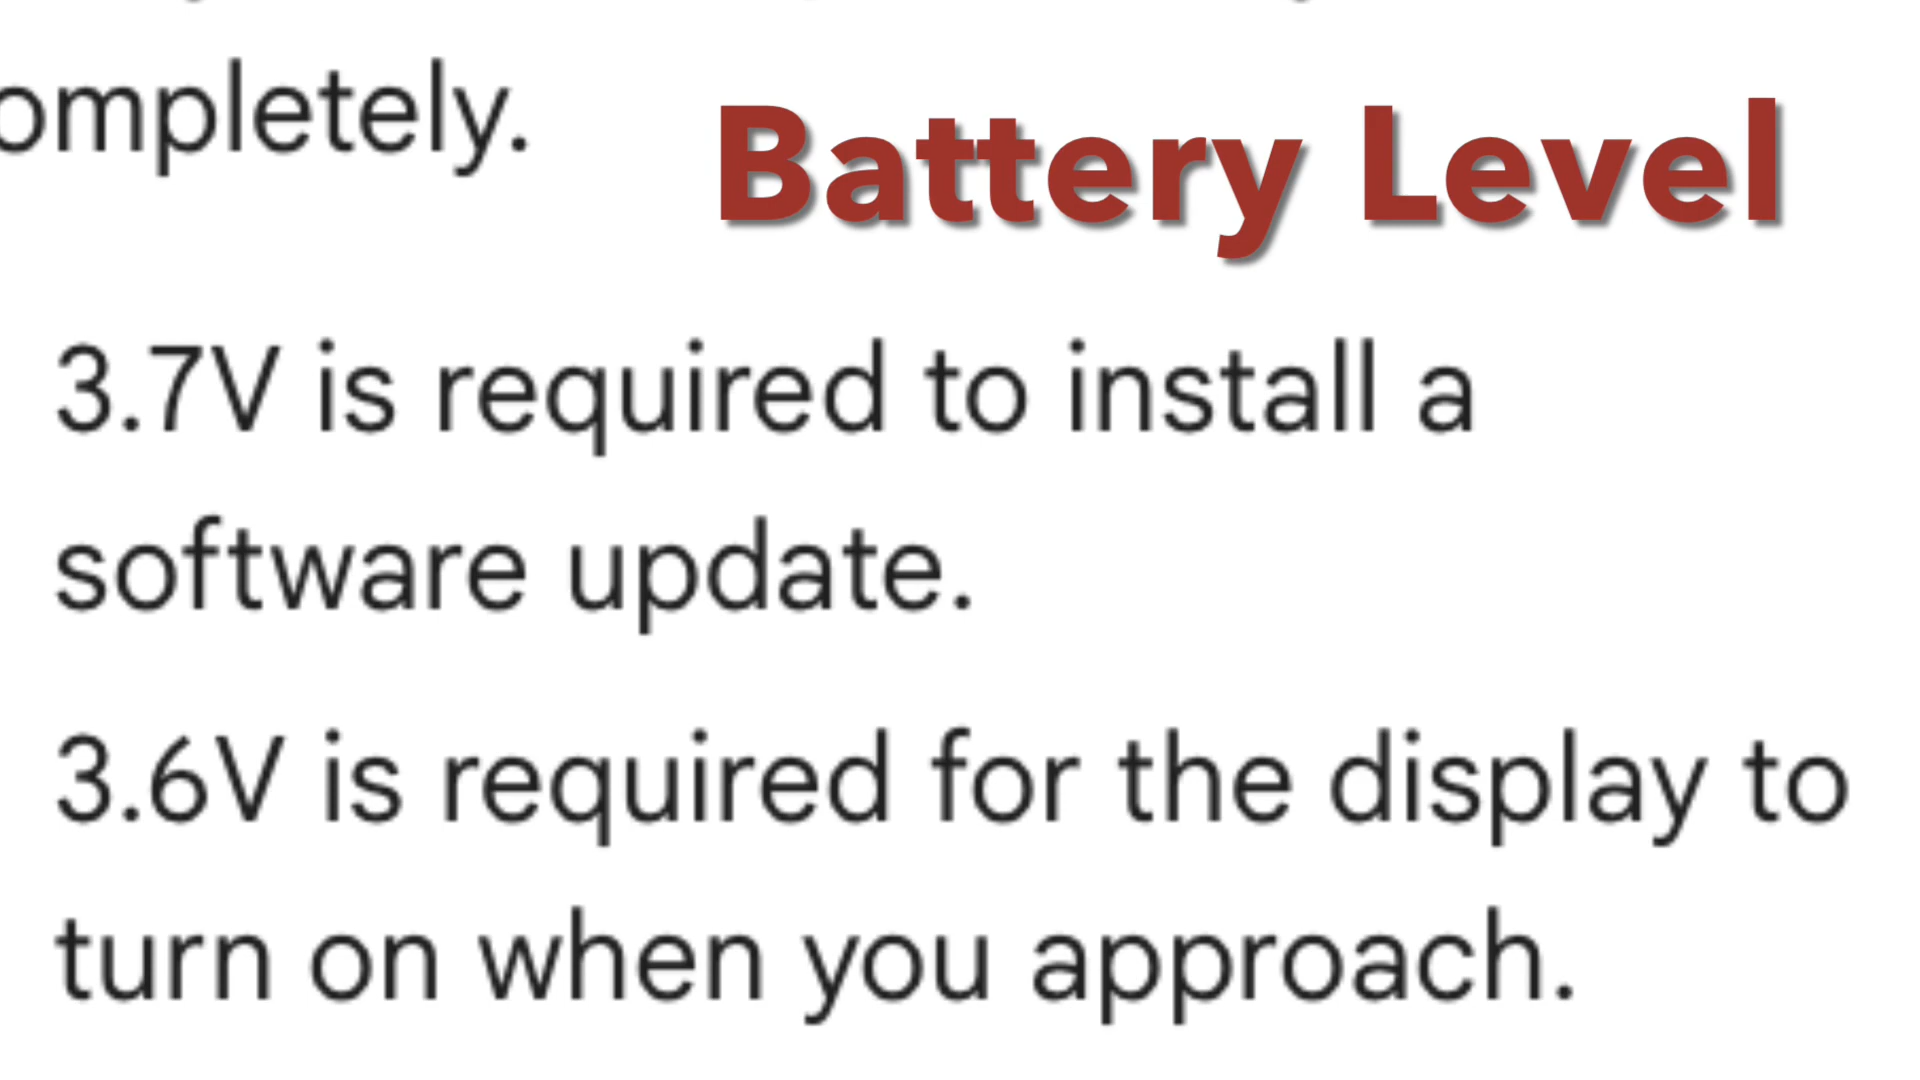 ompletely.
Battery Level
3.7V is required to install a
software update.
3.6V is required for the display to
turn on when you approach.